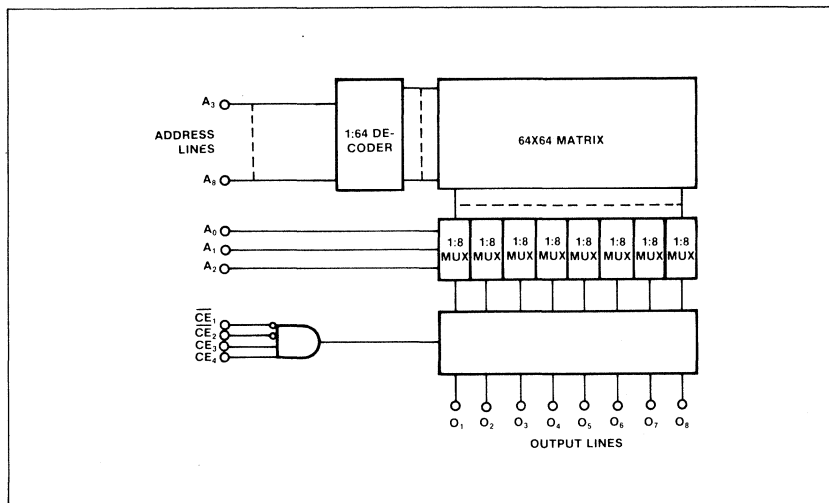 A₃
ADDRESS
LINES
A₈
1:64 DE-
CODER
64X64 MATRIX
A₀
A₁
A₂
1:8 MUX
1:8 MUX
1:8 MUX
1:8 MUX
1:8 MUX
1:8 MUX
1:8 MUX
1:8 MUX
C̅E̅₁
C̅E̅₂
CE₃
CE₄
O₁ O₂ O₃ O₄ O₅ O₆ O₇ O₈
OUTPUT LINES